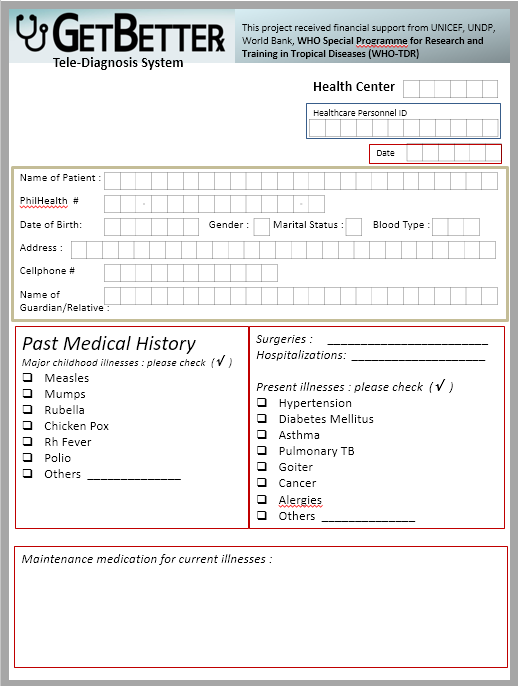 GETBETTER Rx
Tele-Diagnosis System
This project received financial support from UNICEF, UNDP,
World Bank, WHO Special Programme for Research and
Training in Tropical Diseases (WHO-TDR)
Health Center
Healthcare Personnel ID
Date
Name of Patient :
PhilHealth #
- -
Date of Birth: Gender : Marital Status : Blood Type :
Address :
Cellphone #
Name of
Guardian/Relative :
Past Medical History
Major childhood illnesses : please check (√ )
❑ Measles
❑ Mumps
❑ Rubella
❑ Chicken Pox
❑ Rh Fever
❑ Polio
❑ Others ______________
Surgeries : ________________________
Hospitalizations: ____________________
Present illnesses : please check (√ )
❑ Hypertension
❑ Diabetes Mellitus
❑ Asthma
❑ Pulmonary TB
❑ Goiter
❑ Cancer
❑ Alergies
❑ Others ______________
Maintenance medication for current illnesses :